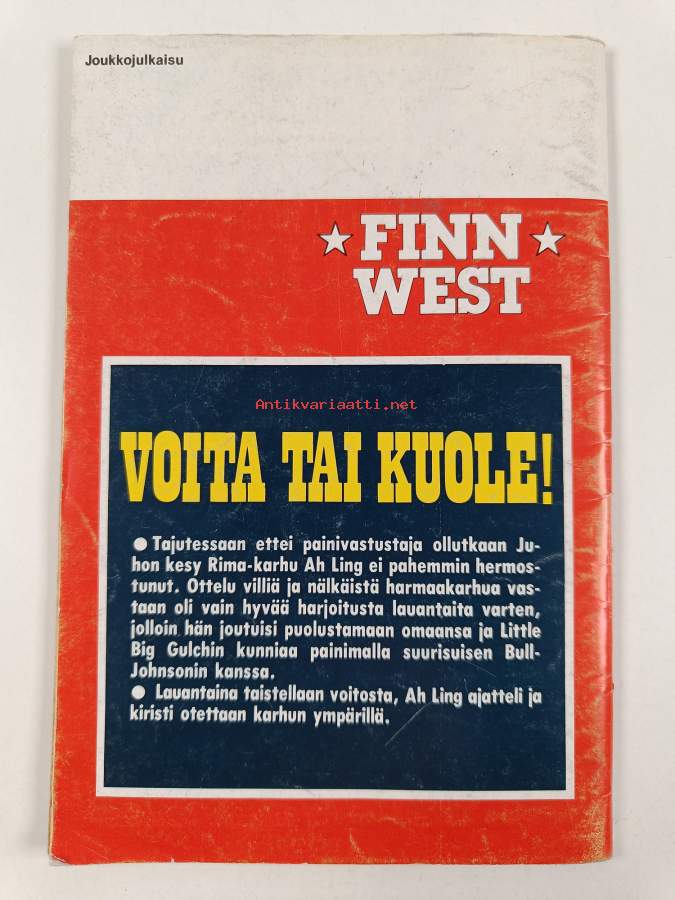 Joukkojulkaisu
FINN
WEST
Antikvariaatti.net
VOITA TAI KUOLE!
● Tajutessaan ettei painivastustaja ollutkaan Ju-
hon kesy Rima-karhu Ah Ling ei pahemmin hermos-
tunut. Ottelu villiä ja nälkäistä harmaakarhua vas-
taan oli vain hyvää harjoitusta lauantaita varten,
jolloin hän joutuisi puolustamaan omaansa ja Little
Big Gulchin kunniaa painimalla suurisuisen Bull-
Johnsonin kanssa.
● Lauantaina taistellaan voitosta, Ah Ling ajatteli ja
kiristi otettaan karhun ympärillä.